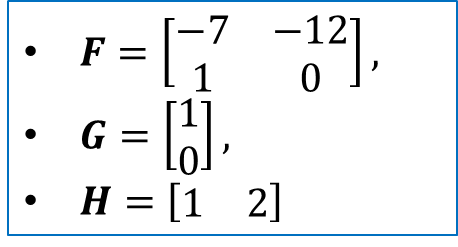 • F = [−7 −12
1 0],
• G = [1
0],
• H = [1 2]